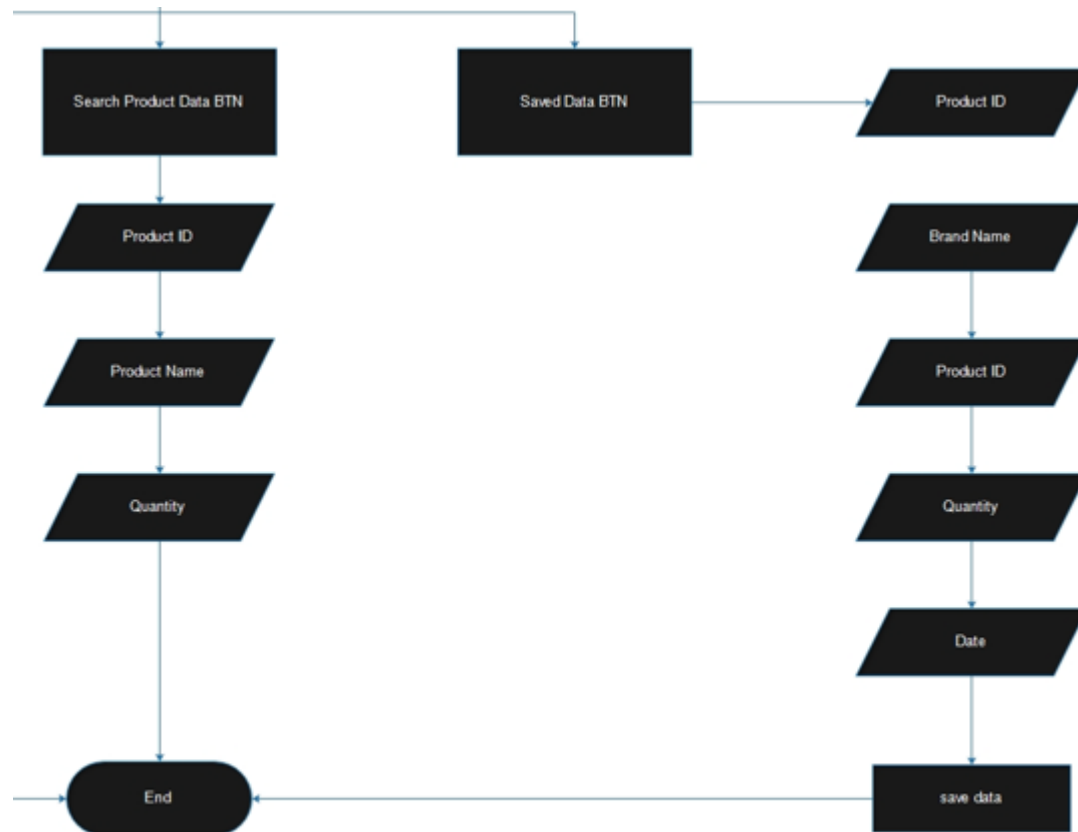 Search Product Data BTN
Saved Data BTN
Product ID
Product ID
Brand Name
Product Name
Product ID
Quantity
Quantity
Date
End
save data